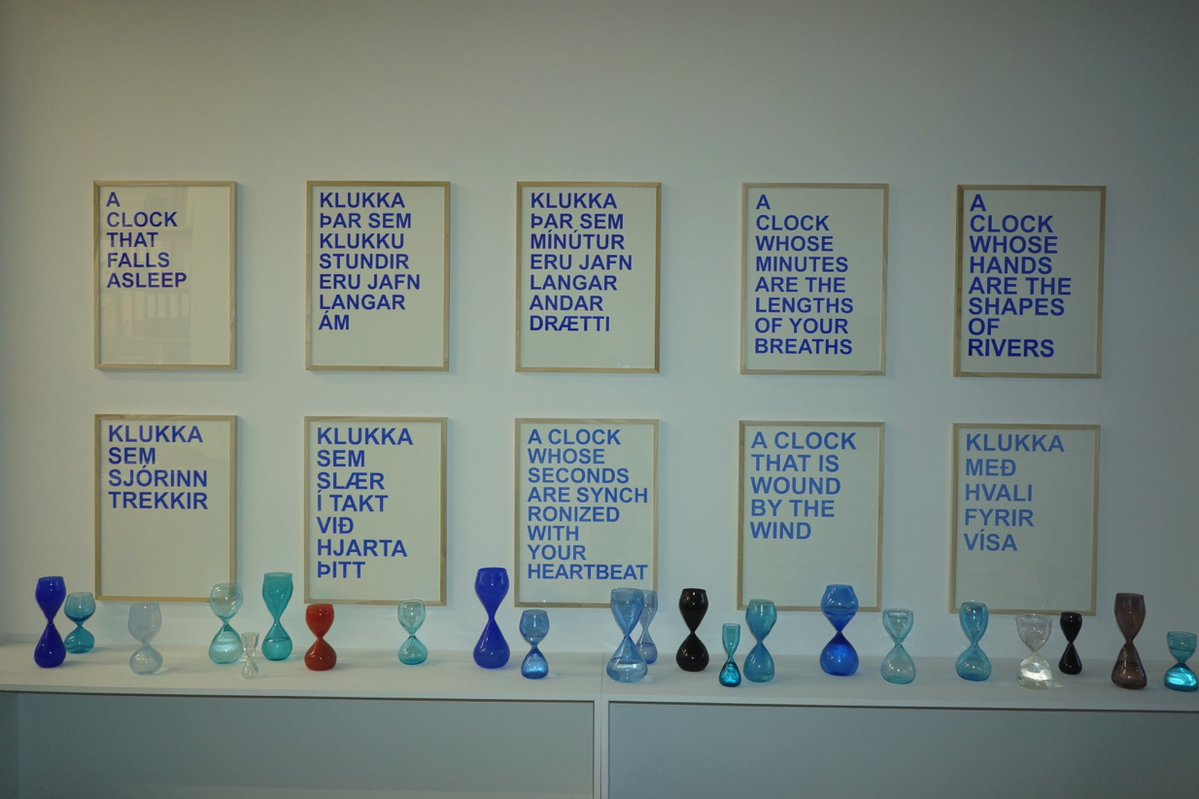 A
CLOCK
THAT
FALLS
ASLEEP
KLUKKA
ÞAR SEM
KLUKKU
STUNDIR
ERU JAFN
LANGAR
ÁM
KLUKKA
ÞAR SEM
MÍNÚTUR
ERU JAFN
LANGAR
ANDAR
DRÆTTI
A
CLOCK
WHOSE
MINUTES
ARE THE
LENGTHS
OF YOUR
BREATHS
A
CLOCK
WHOSE
HANDS
ARE THE
SHAPES
OF
RIVERS
KLUKKA
SEM
SJÓRINN
TREKKIR
KLUKKA
SEM
SLÆR
Í TAKT
VIÐ
HJARTA
ÞITT
A CLOCK
WHOSE
SECONDS
ARE SYNCH
RONIZED
WITH
YOUR
HEARTBEAT
A CLOCK
THAT IS
WOUND
BY THE
WIND
KLUKKA
MEÐ
HVALI
FYRIR
VÍSA